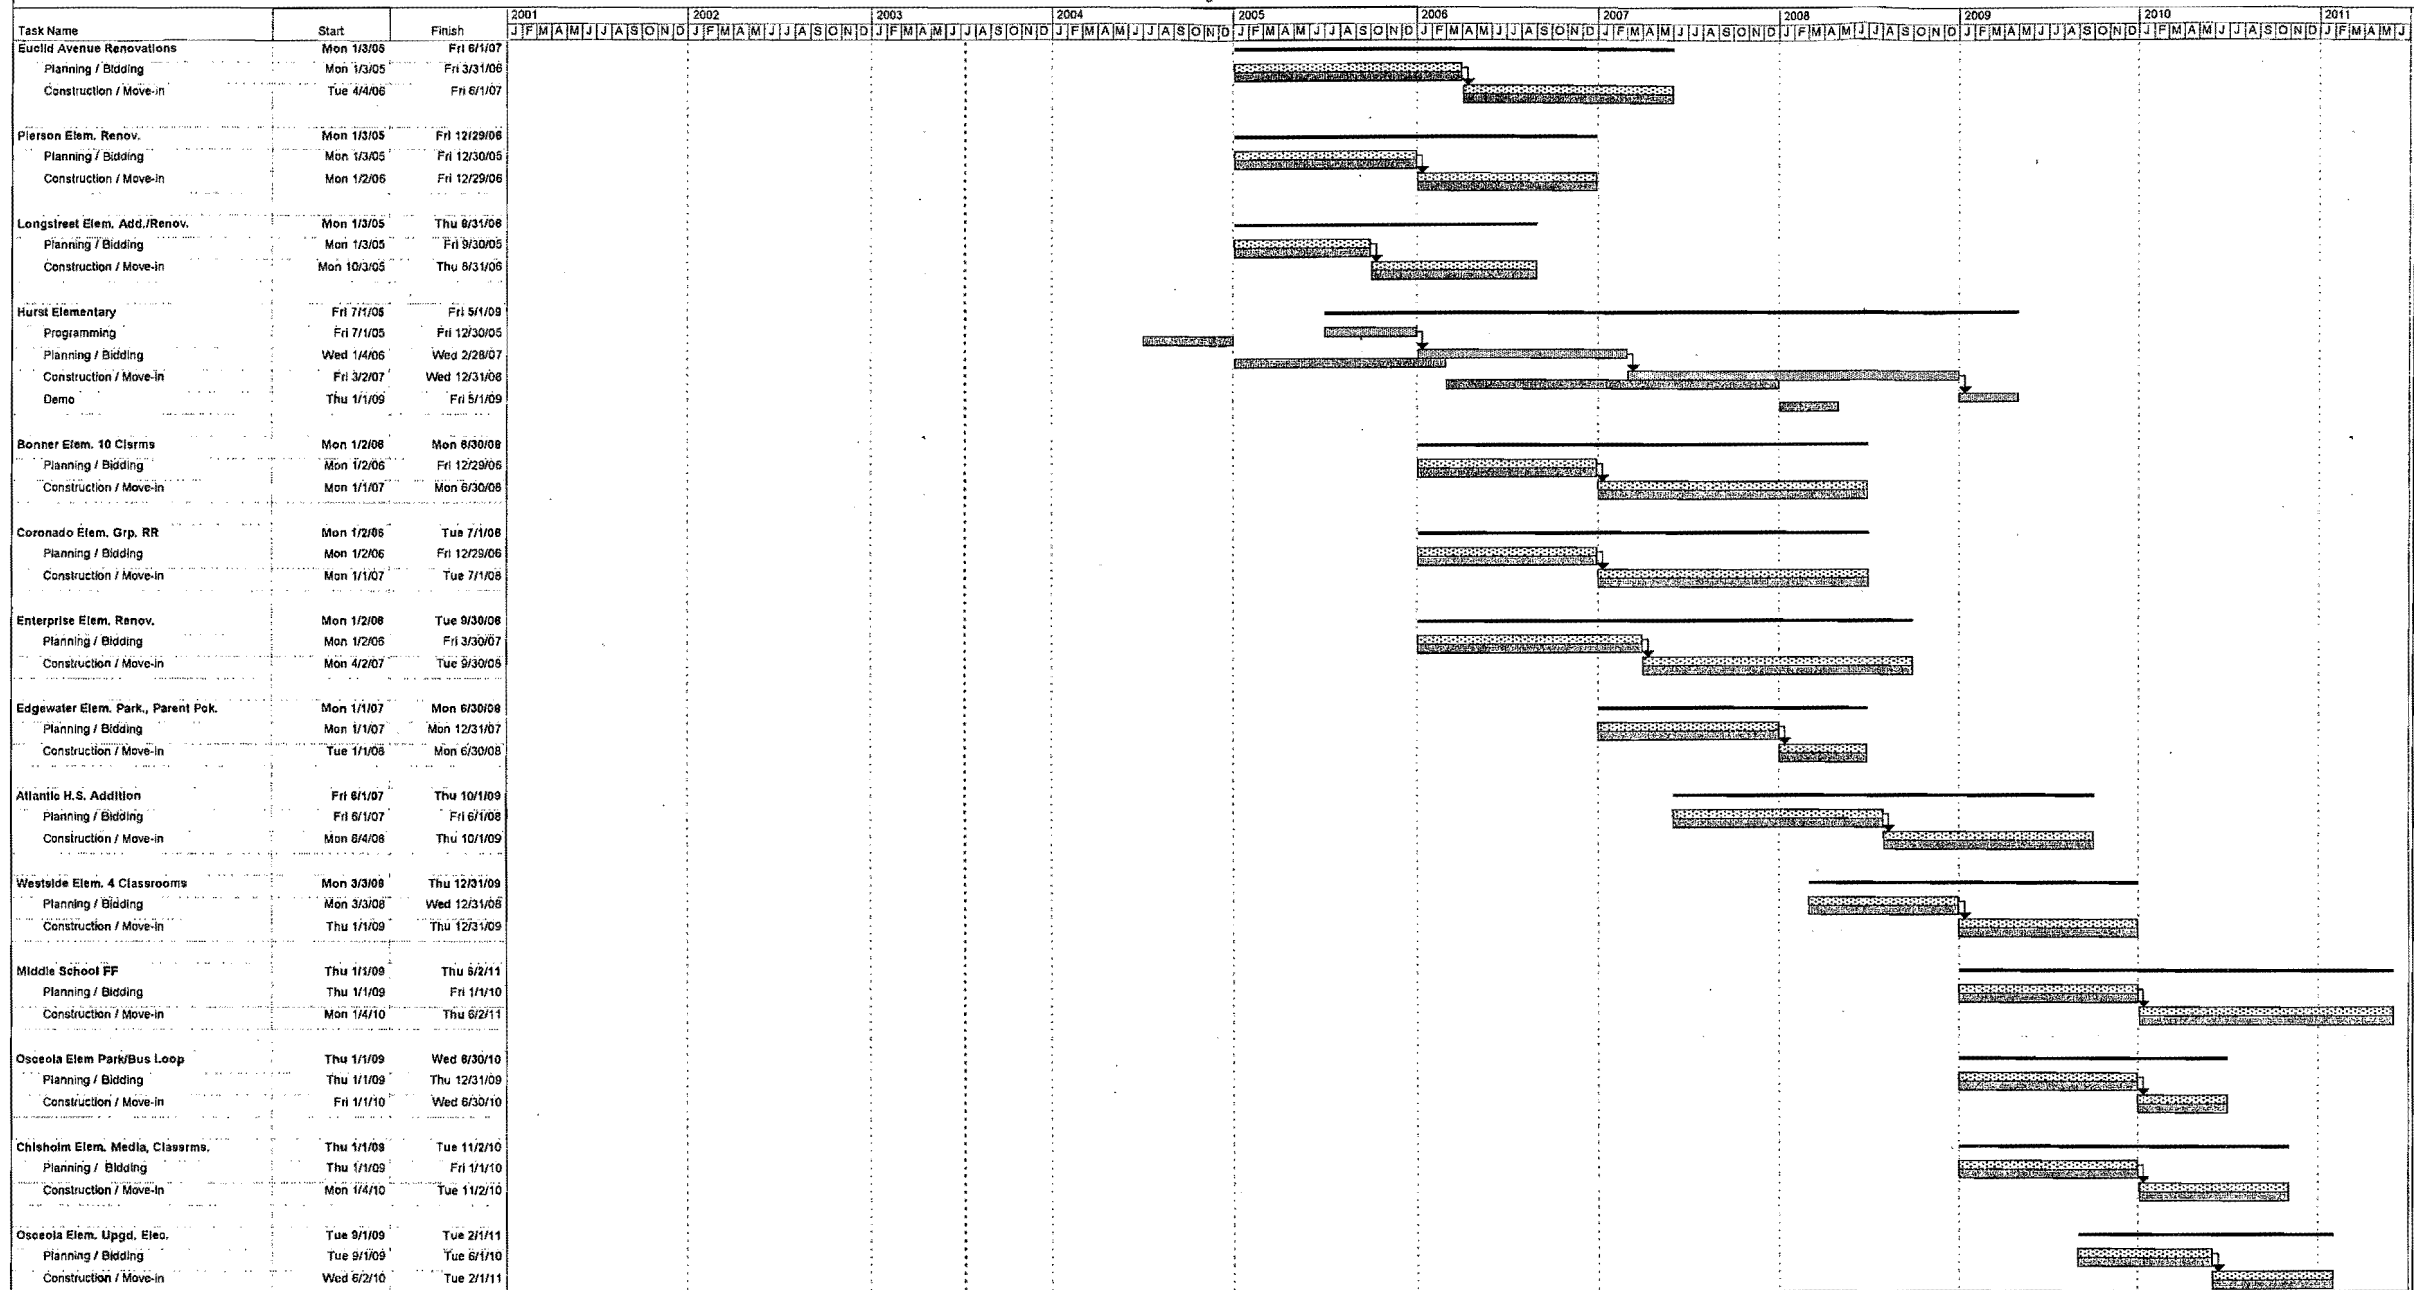 2001 2002 2003 2004 2005 2006 2007 2008 2009 2010 2011
Task Name Start Finish J F M A M J J A S O N D J F M A M J J A S O N D J F M A M J J A S O N D J F M A M J J A S O N D J F M A M J J A S O N D J F M A M J J A S O N D J F M A M J J A S O N D J F M A M J J A S O N D J F M A M J J A S O N D J F M A M J J A S O N D J F M A M J
Euclid Avenue Renovations Mon 1/3/05 Fri 6/1/07
Planning / Bidding Mon 1/3/05 Fri 3/31/06
Construction / Move-in Tue 4/4/06 Fri 6/1/07
Pierson Elem. Renov. Mon 1/3/05 Fri 12/29/06
Planning / Bidding Mon 1/3/05 Fri 12/30/05
Construction / Move-in Mon 1/2/06 Fri 12/29/06
Longstreet Elem. Add./Renov. Mon 1/3/05 Thu 8/31/06
Planning / Bidding Mon 1/3/05 Fri 9/30/05
Construction / Move-in Mon 10/3/05 Thu 8/31/06
Hurst Elementary Fri 7/1/05 Fri 5/1/09
Programming Fri 7/1/05 Fri 12/30/05
Planning / Bidding Wed 1/4/06 Wed 2/28/07
Construction / Move-in Fri 3/2/07 Wed 12/31/08
Demo Thu 1/1/09 Fri 5/1/09
Bonner Elem. 10 Clsrms Mon 1/2/06 Mon 6/30/08
Planning / Bidding Mon 1/2/06 Fri 12/29/06
Construction / Move-in Mon 1/1/07 Mon 6/30/08
Coronado Elem. Grp. RR Mon 1/2/06 Tue 7/1/08
Planning / Bidding Mon 1/2/06 Fri 12/29/06
Construction / Move-in Mon 1/1/07 Tue 7/1/08
Enterprise Elem. Renov. Mon 1/2/06 Tue 9/30/08
Planning / Bidding Mon 1/2/06 Fri 3/30/07
Construction / Move-in Mon 4/2/07 Tue 9/30/08
Edgewater Elem. Park., Parent Pck. Mon 1/1/07 Mon 6/30/08
Planning / Bidding Mon 1/1/07 Mon 12/31/07
Construction / Move-in Tue 1/1/08 Mon 6/30/08
Atlantic H.S. Addition Fri 6/1/07 Thu 10/1/09
Planning / Bidding Fri 6/1/07 Fri 8/1/08
Construction / Move-in Mon 8/4/08 Thu 10/1/09
Westside Elem. 4 Classrooms Mon 3/3/08 Thu 12/31/09
Planning / Bidding Mon 3/3/08 Wed 12/31/08
Construction / Move-in Thu 1/1/09 Thu 12/31/09
Middle School FF Thu 1/1/09 Thu 6/2/11
Planning / Bidding Thu 1/1/09 Fri 1/1/10
Construction / Move-in Mon 1/4/10 Thu 6/2/11
Osceola Elem Park/Bus Loop Thu 1/1/09 Wed 6/30/10
Planning / Bidding Thu 1/1/09 Thu 12/31/09
Construction / Move-in Fri 1/1/10 Wed 6/30/10
Chisholm Elem. Media, Classrms. Thu 1/1/09 Tue 11/2/10
Planning / Bidding Thu 1/1/09 Fri 1/1/10
Construction / Move-in Mon 1/4/10 Tue 11/2/10
Osceola Elem. Upgd. Elec. Tue 9/1/09 Tue 2/1/11
Planning / Bidding Tue 9/1/09 Tue 6/1/10
Construction / Move-in Wed 6/2/10 Tue 2/1/11